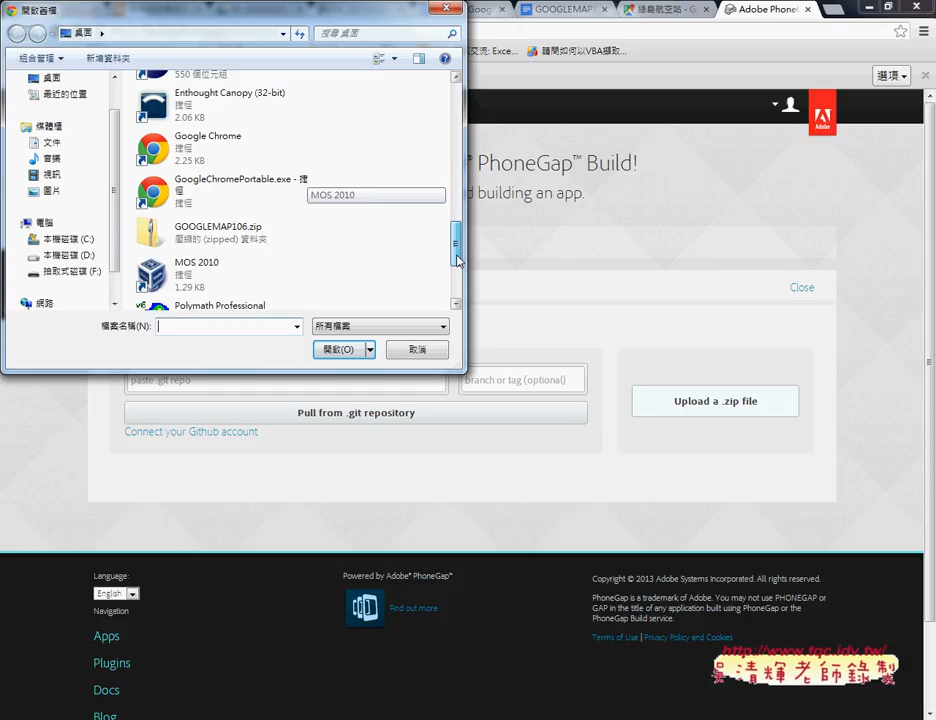 開啟舊檔
Goog
GOOGLEMAP1
綠島航空站 - G
Adobe PhoneG
桌面
搜尋 桌面
交流: Exce...
請問如何以VBA擷取...
組合管理
新增資料夾
選項
桌面
最近的位置
媒體櫃
文件
音樂
視訊
圖片
電腦
本機磁碟 (C:)
本機磁碟 (D:)
抽取式磁碟 (F:)
網路
550 個位元組
Enthought Canopy (32-bit)
捷徑
2.06 KB
Google Chrome
捷徑
2.25 KB
GoogleChromePortable.exe - 捷
徑
捷徑
MOS 2010
GOOGLEMAP106.zip
壓縮的 (zipped) 資料夾
MOS 2010
捷徑
1.29 KB
Polymath Professional
檔案名稱(N):
所有檔案
開啟(O)
取消
Adobe
PhoneGap™ Build!
d building an app.
Close
paste .git repo
branch or tag (optional)
Upload a .zip file
Pull from .git repository
Connect your Github account
Language:
English
Navigation
Apps
Plugins
Docs
Blog
Powered by Adobe® PhoneGap™
Find out more
Copyright © 2013 Adobe Systems Incorporated. All rights reserved.
PhoneGap is a trademark of Adobe. You may not use PHONEGAP or
GAP in the title of any application built using PhoneGap or the
PhoneGap Build service.
Terms of Use | Privacy Policy and Cookies
http://www.tqc.idv.tw/
吳清輝老師錄製